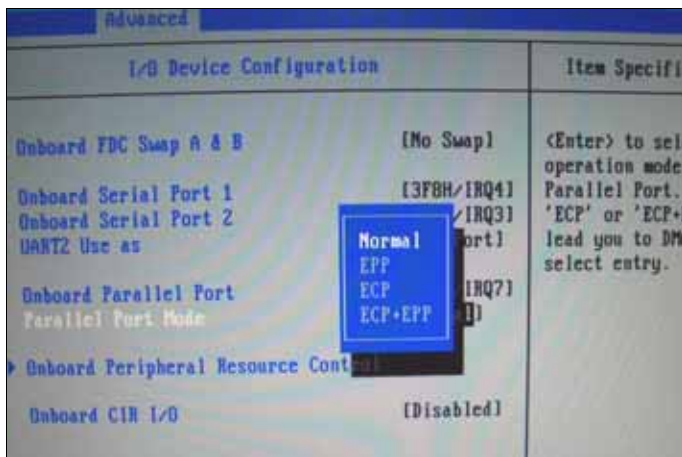 Advanced
I/O Device Configuration
Item Specifi
Onboard FDC Swap A & B [No Swap]
Onboard Serial Port 1 [3F8H/IRQ4]
Onboard Serial Port 2 /IRQ3]
UART2 Use as ort]
Onboard Parallel Port IRQ7]
Parallel Port Mode l]
Onboard Peripheral Resource Cont
Onboard CIR I/O [Disabled]
Normal
EPP
ECP
ECP+EPP
<Enter> to sel
operation mode
Parallel Port.
'ECP' or 'ECP+
lead you to DM
select entry.